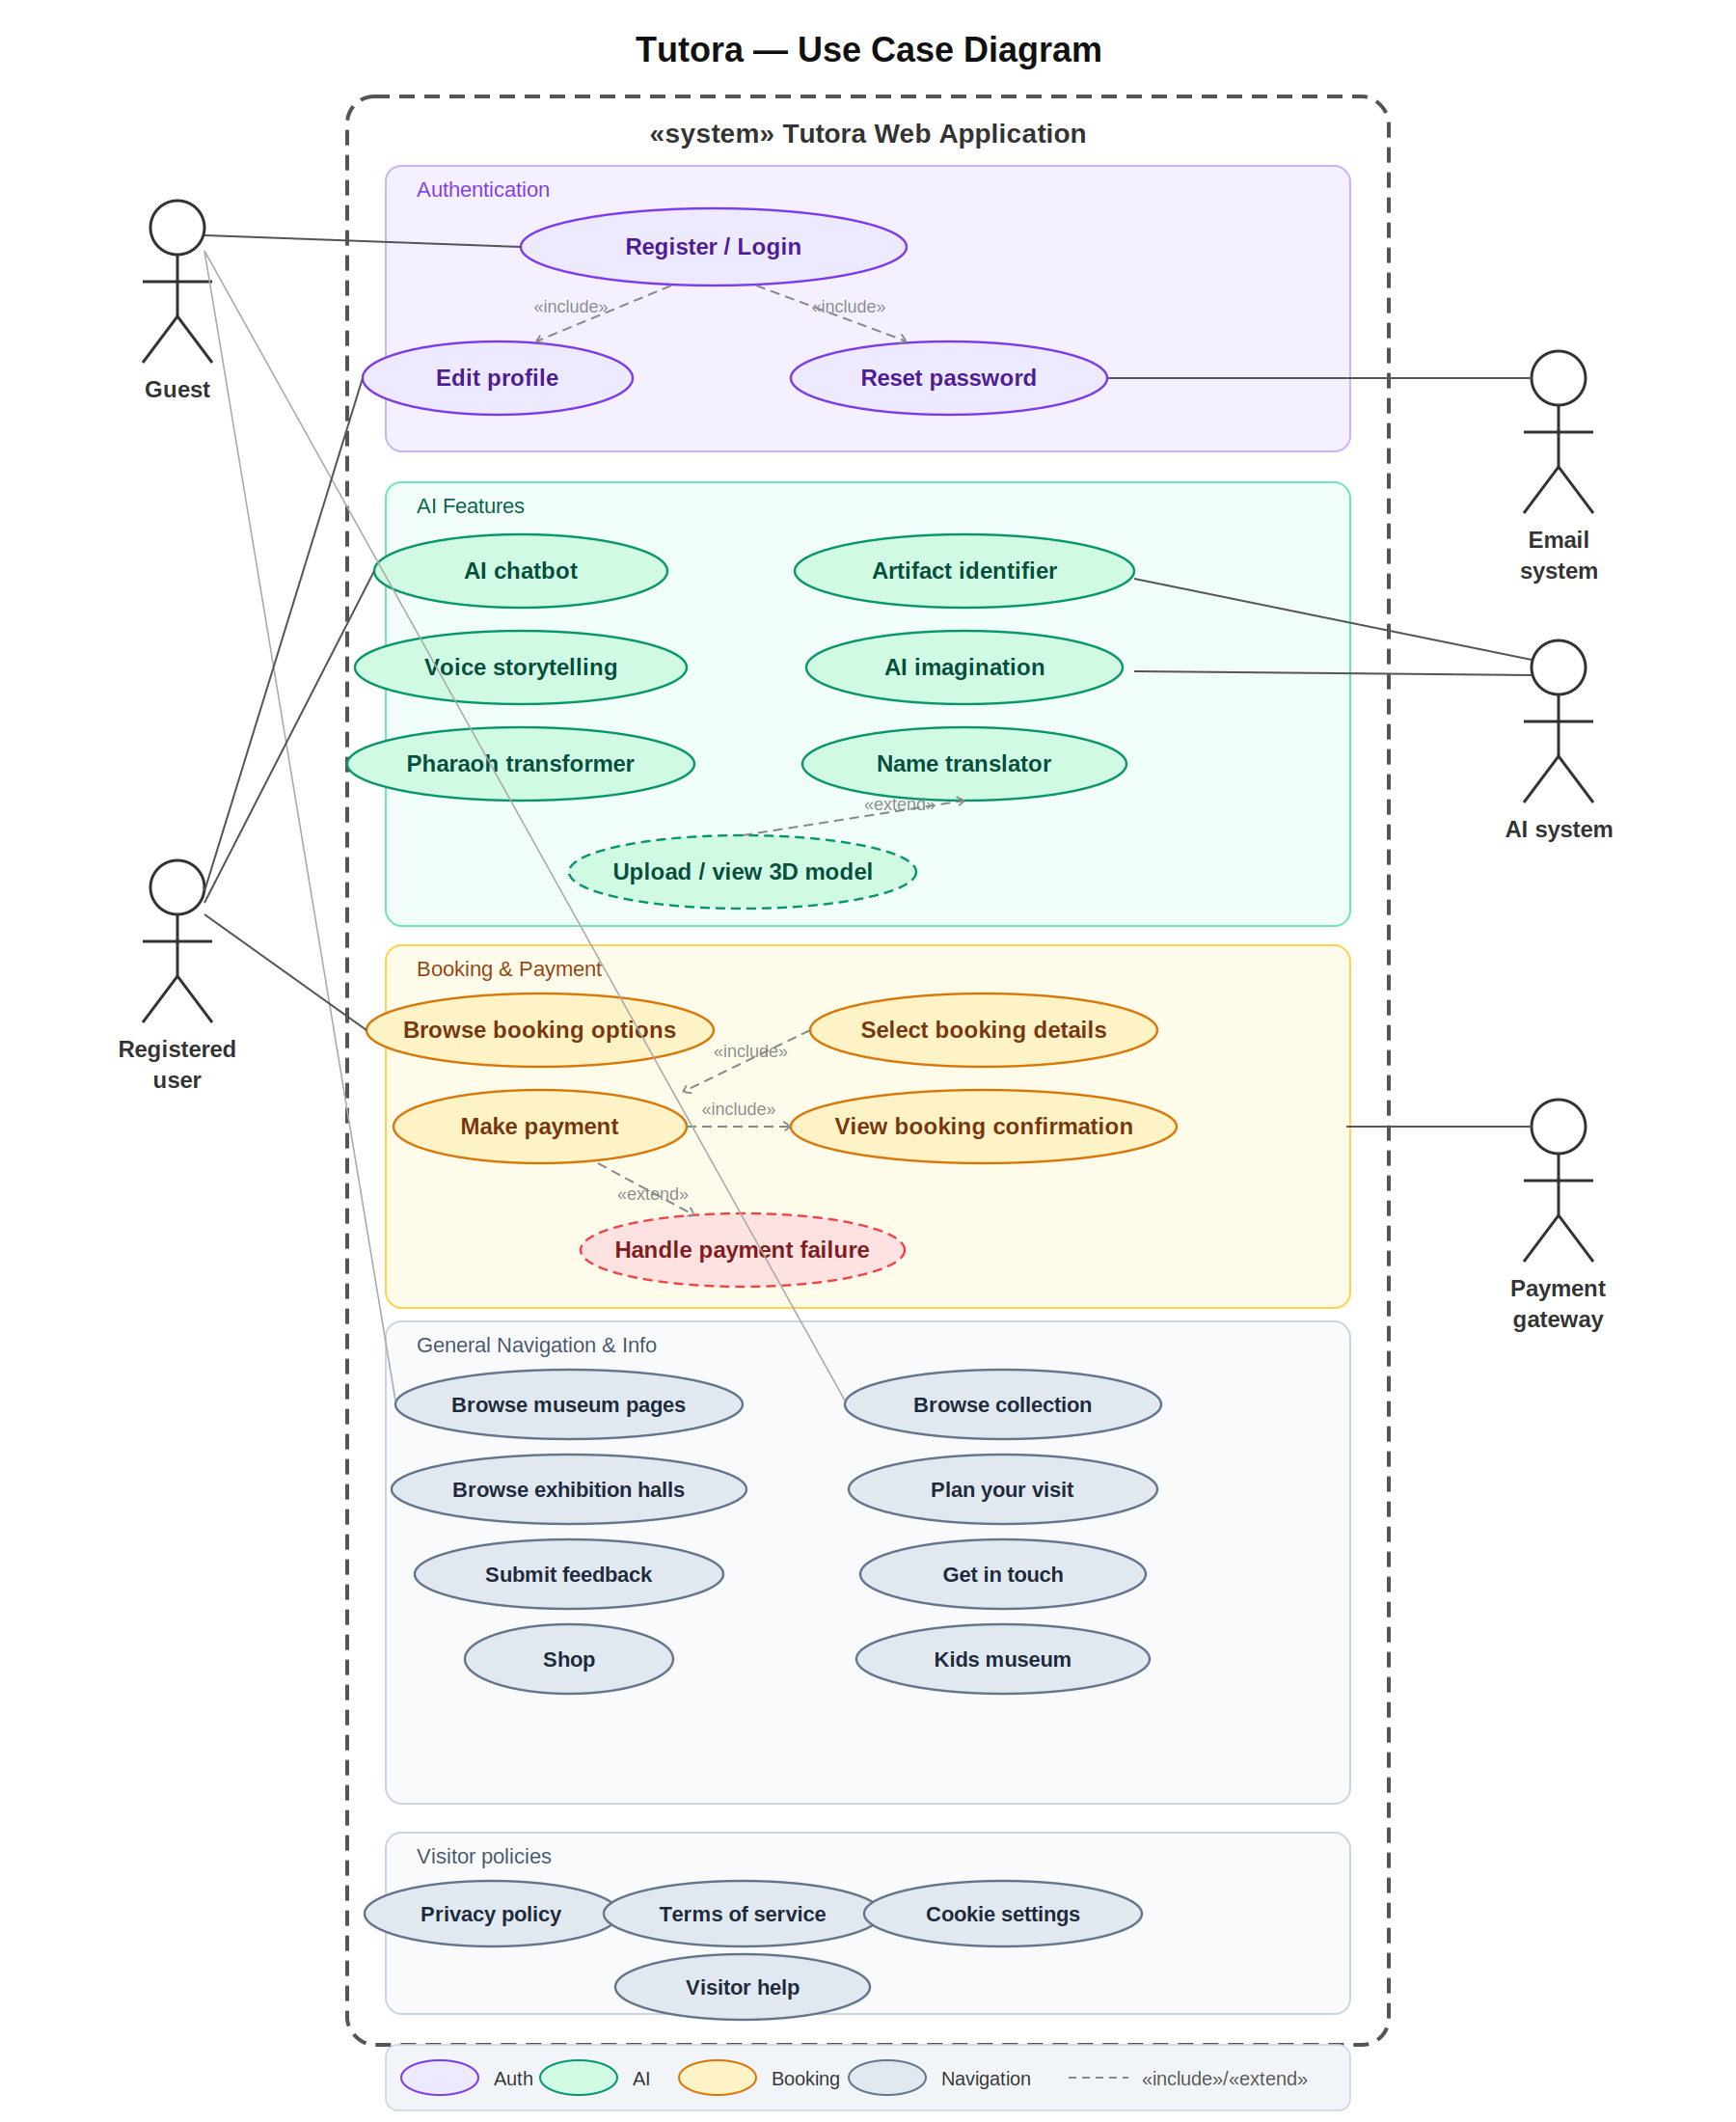 Tutora — Use Case Diagram
«system» Tutora Web Application
Authentication
Register / Login
«include»
«include»
Edit profile
Reset password
Guest
Email
system
AI Features
AI chatbot
Artifact identifier
Voice storytelling
AI imagination
Pharaoh transformer
Name translator
«extend»
Upload / view 3D model
AI system
Registered
user
Booking & Payment
Browse booking options
Select booking details
«include»
Make payment
«include»
View booking confirmation
«extend»
Handle payment failure
Payment
gateway
General Navigation & Info
Browse museum pages
Browse collection
Browse exhibition halls
Plan your visit
Submit feedback
Get in touch
Shop
Kids museum
Visitor policies
Privacy policy
Terms of service
Cookie settings
Visitor help
Auth
AI
Booking
Navigation
«include»/«extend»